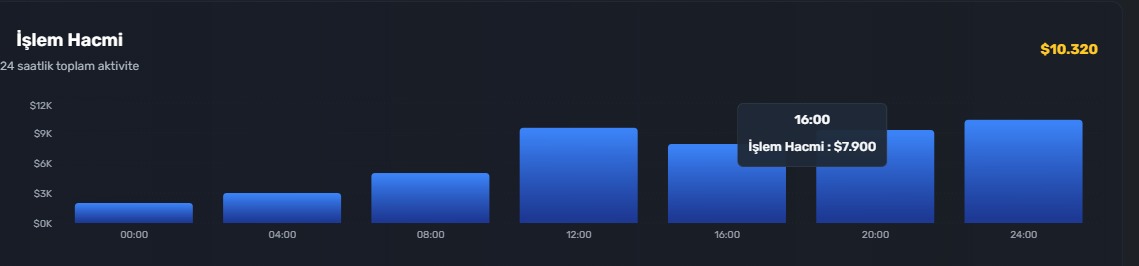 İşlem Hacmi
24 saatlik toplam aktivite
$10.320
$12K
$9K
$6K
$3K
$0K
16:00
İşlem Hacmi : $7.900
00:00
04:00
08:00
12:00
16:00
20:00
24:00